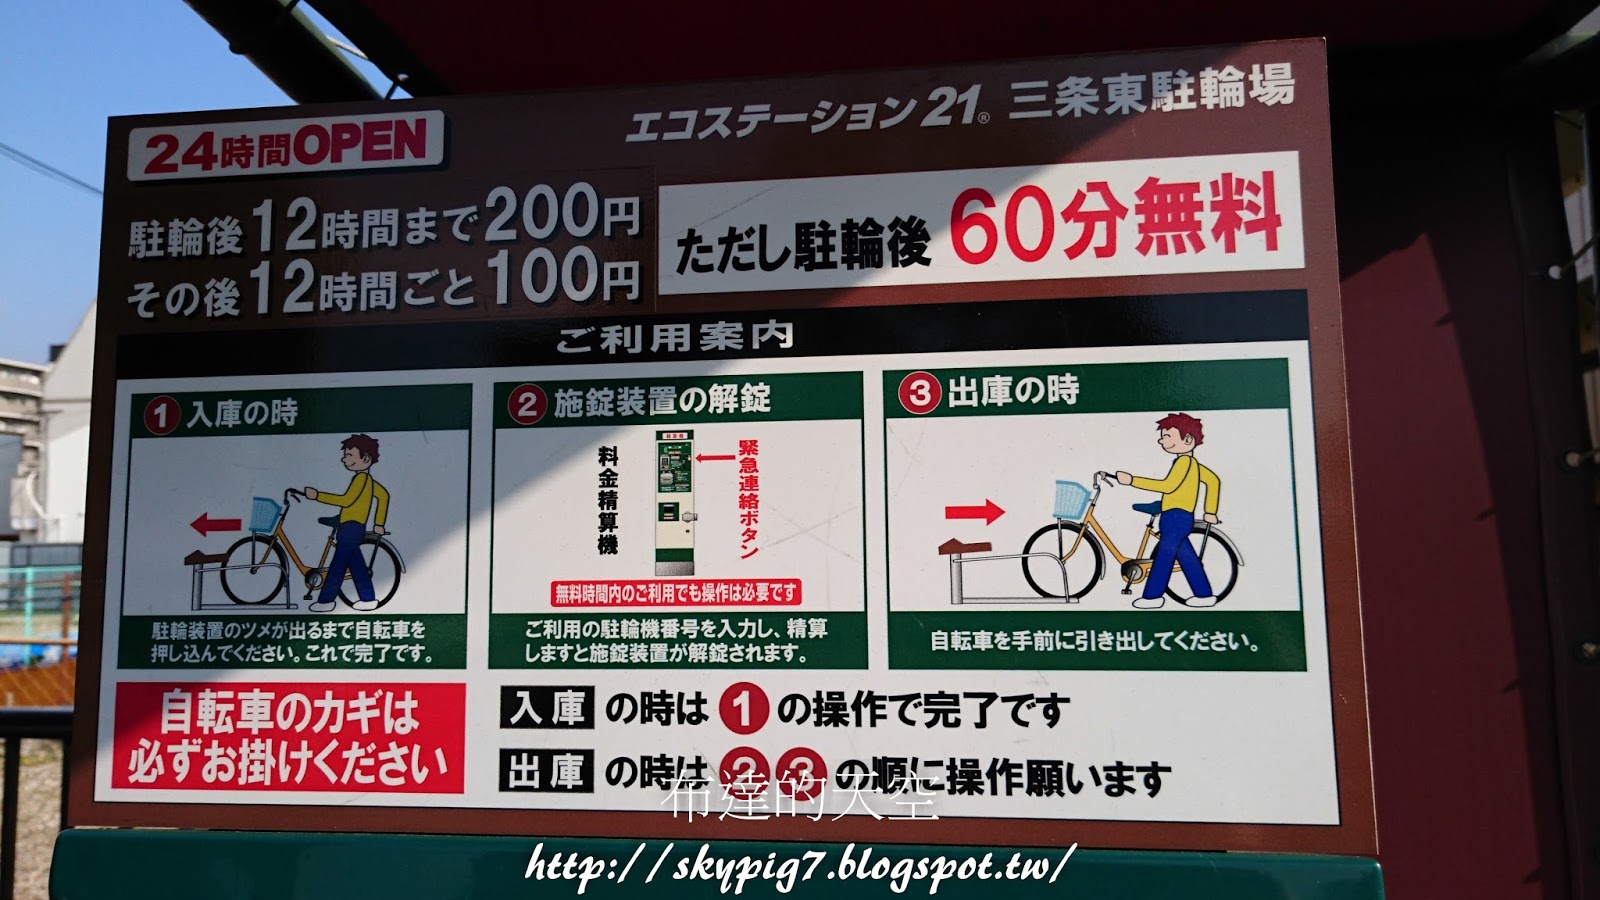 24時間OPEN
エコステーション21® 三条東駐輪場
駐輪後12時間まで200円
その後12時間ごと100円
ただし駐輪後60分無料
ご利用案内
1 入庫の時
駐輪装置のツメが出るまで自転車を
押し込んでください。これで完了です。
2 施錠装置の解錠
料金精算機
緊急連絡ボタン
無料時間内のご利用でも操作は必要です
ご利用の駐輪機番号を入力し、精算
しますと施錠装置が解錠されます。
3 出庫の時
自転車を手前に引き出してください。
自転車のカギは
必ずお掛けください
入庫 の時は 1 の操作で完了です
出庫 の時は 2 3 の順に操作願います
布達的天空
http://skypig7.blogspot.tw/